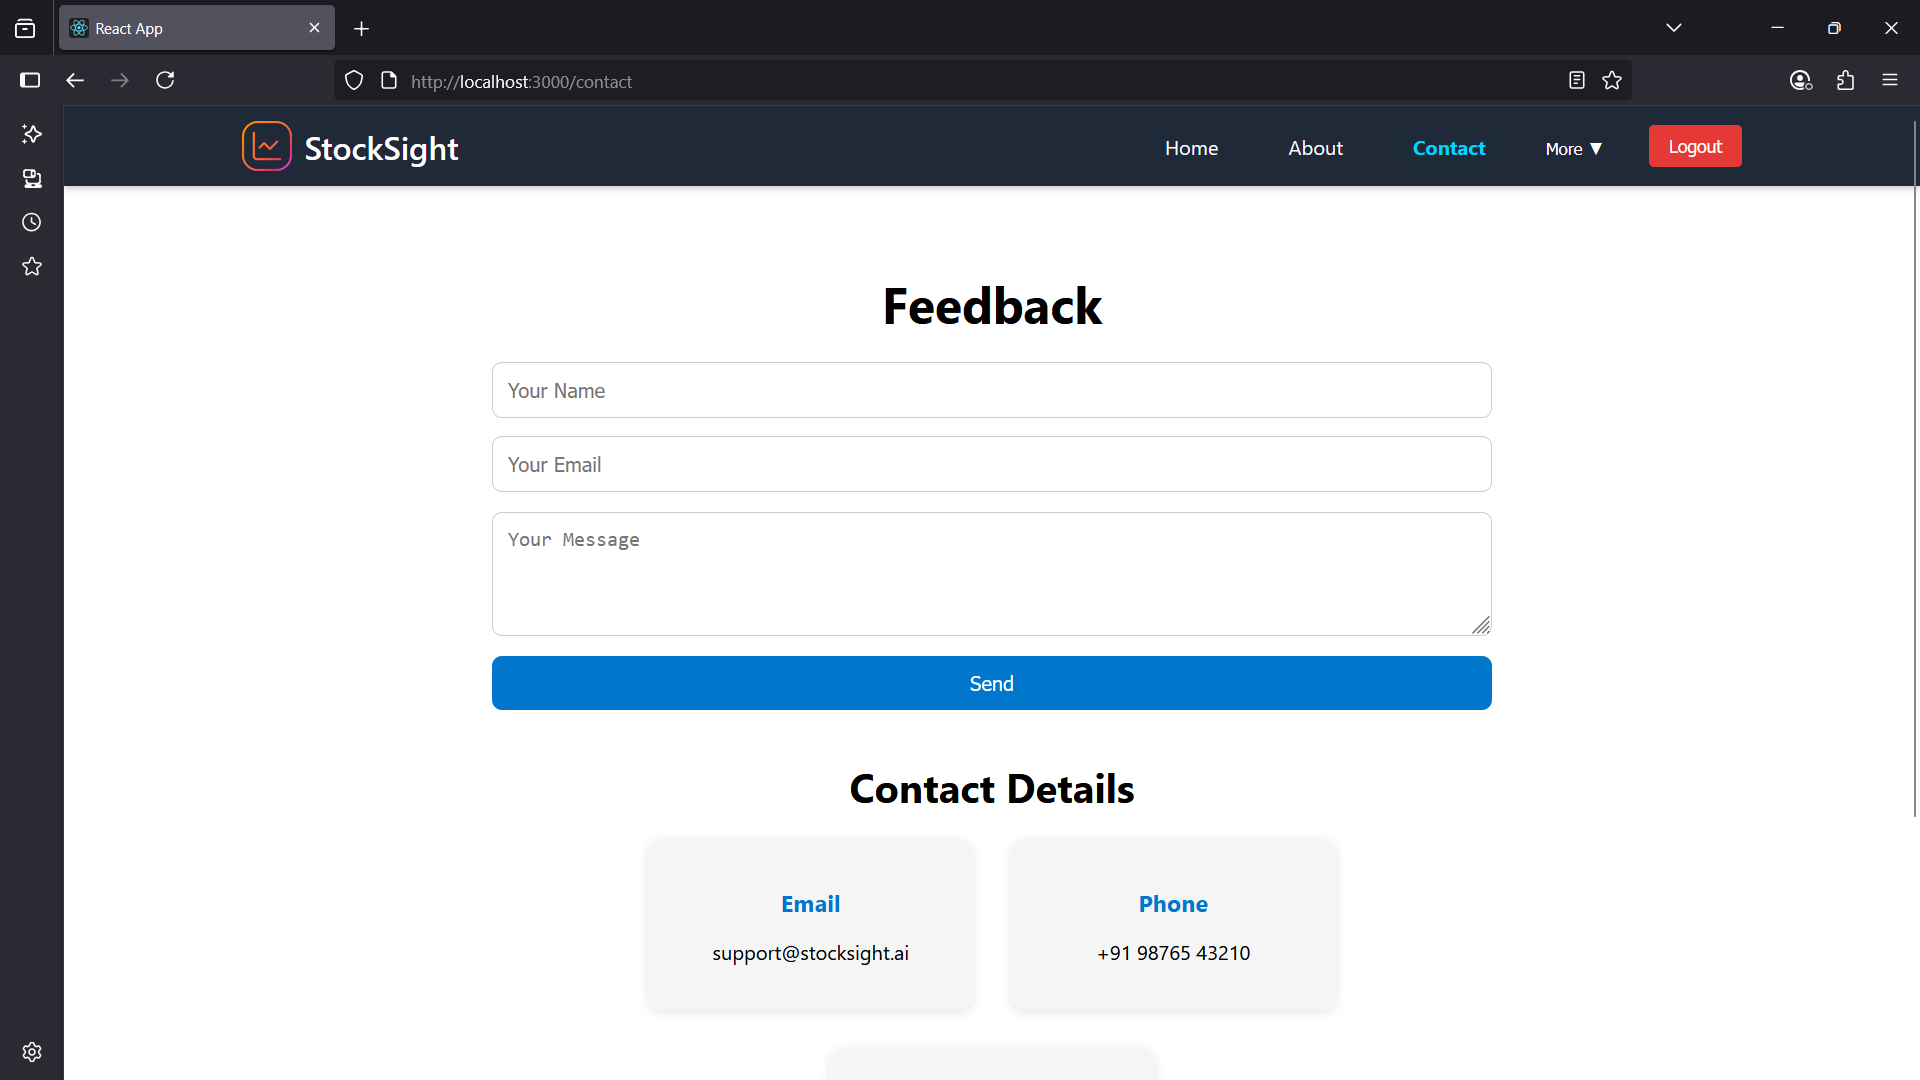 React App
http://localhost:3000/contact
StockSight
Home
About
Contact
More ▼
Logout
Feedback
Your Name
Your Email
Your Message
Send
Contact Details
Email
support@stocksight.ai
Phone
+91 98765 43210